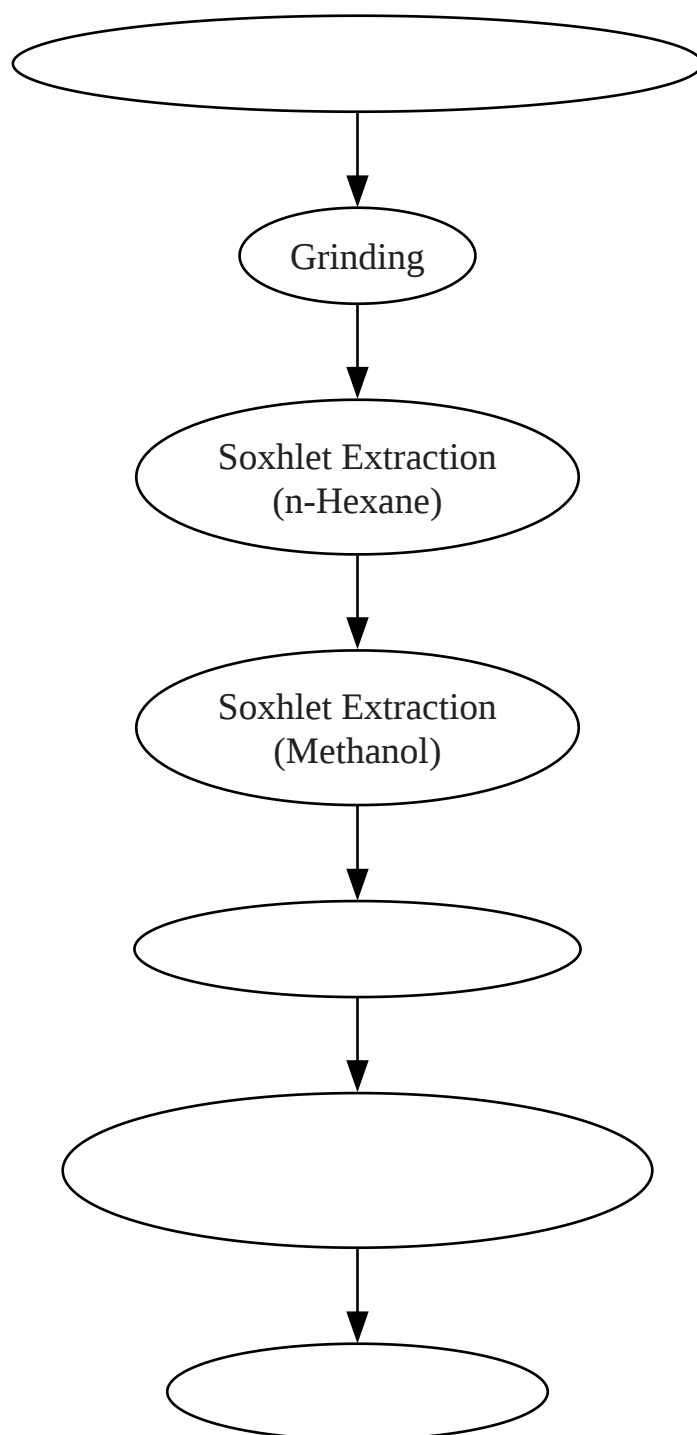 Grinding
Soxhlet Extraction
(n-Hexane)
Soxhlet Extraction
(Methanol)